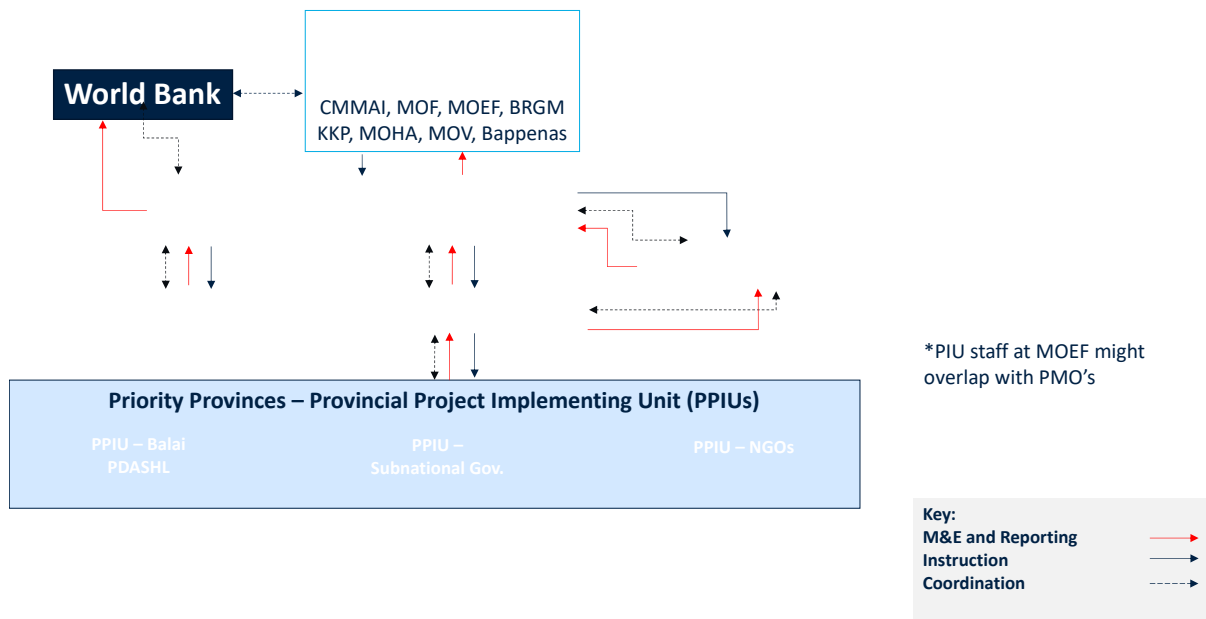 World Bank
CMMAI, MOF, MOEF, BRGM
KKP, MOHA, MOV, Bappenas
*PIU staff at MOEF might
overlap with PMO's
Priority Provinces – Provincial Project Implementing Unit (PPIUs)
PPIU – Balai
PDASHL
PPIU –
Subnational Gov.
PPIU – NGOs
Key:
M&E and Reporting
Instruction
Coordination